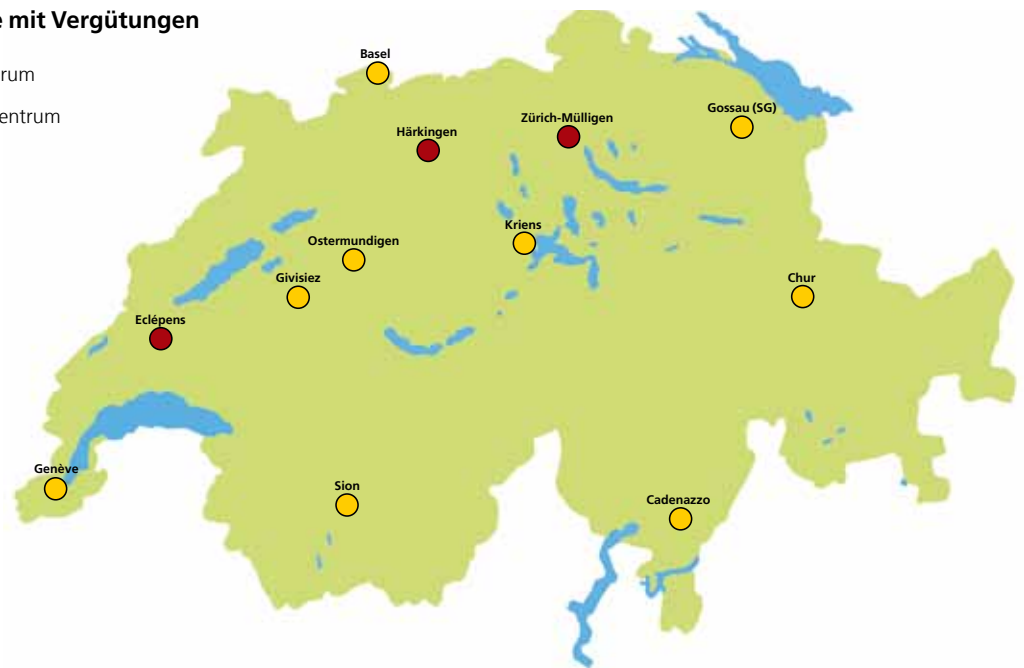 e mit Vergütungen
rum
entrum
Basel
Gossau (SG)
Zürich-Mülligen
Härkingen
Kriens
Ostermundigen
Givisiez
Chur
Eclépens
Genève
Sion
Cadenazzo